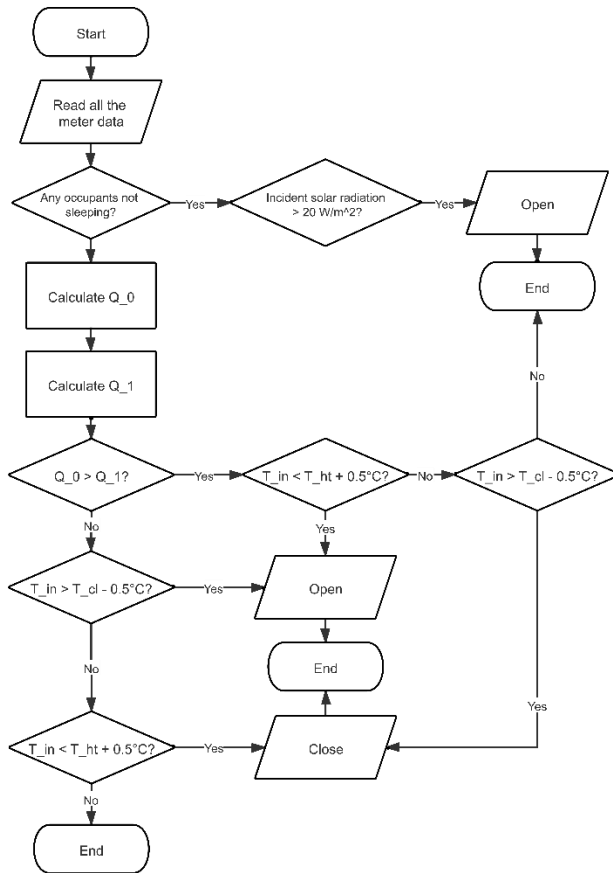 Start
Read all the
meter data
Any occupants not
sleeping?
Yes
Incident solar radiation
> 20 W/m^2?
Yes
Open
End
Calculate Q_0
Calculate Q_1
No
Q_0 > Q_1?
Yes
T_in < T_ht + 0.5°C?
No
T_in > T_cl - 0.5°C?
No
Yes
T_in > T_cl - 0.5°C?
Yes
Open
No
End
Yes
T_in < T_ht + 0.5°C?
Yes
Close
No
End